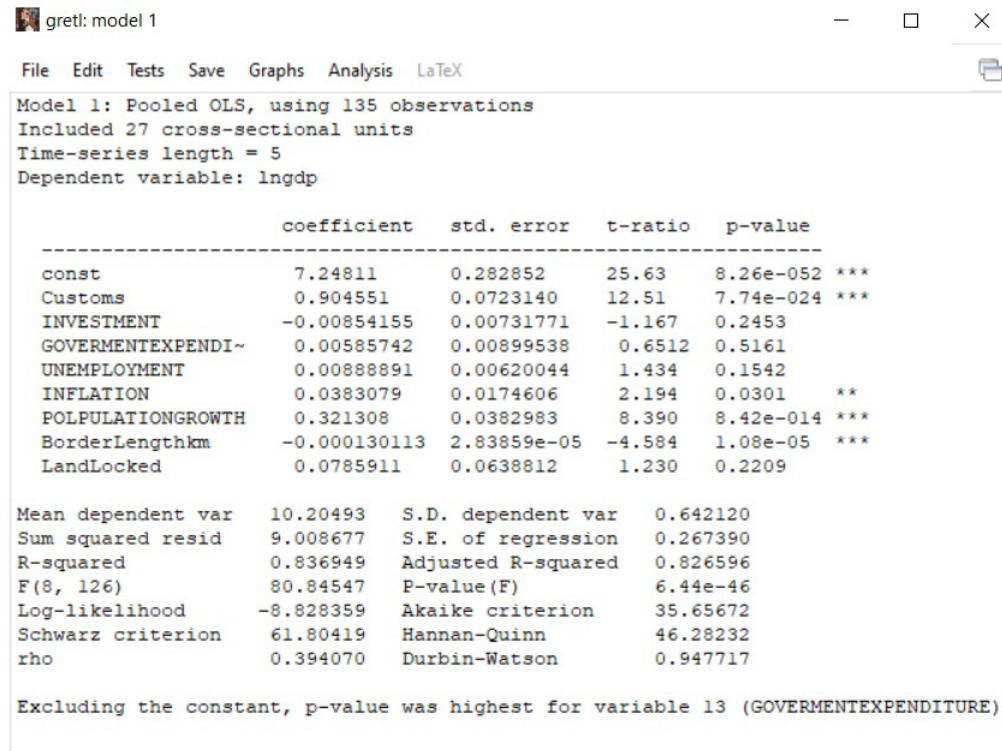 gretl: model 1
File Edit Tests Save Graphs Analysis LaTeX
Model 1: Pooled OLS, using 135 observations
Included 27 cross-sectional units
Time-series length = 5
Dependent variable: lngdp
coefficient std. error t-ratio p-value
const 7.24811 0.282852 25.63 8.26e-052 ***
Customs 0.904551 0.0723140 12.51 7.74e-024 ***
INVESTMENT -0.00854155 0.00731771 -1.167 0.2453
GOVERMENTEXPENDI~ 0.00585742 0.00899538 0.6512 0.5161
UNEMPLOYMENT 0.00888891 0.00620044 1.434 0.1542
INFLATION 0.0383079 0.0174606 2.194 0.0301 **
POLPULATIONGROWTH 0.321308 0.0382983 8.390 8.42e-014 ***
BorderLengthkm -0.000130113 2.83859e-05 -4.584 1.08e-05 ***
LandLocked 0.0785911 0.0638812 1.230 0.2209
Mean dependent var 10.20493 S.D. dependent var 0.642120
Sum squared resid 9.008677 S.E. of regression 0.267390
R-squared 0.836949 Adjusted R-squared 0.826596
F(8, 126) 80.84547 P-value(F) 6.44e-46
Log-likelihood -8.828359 Akaike criterion 35.65672
Schwarz criterion 61.80419 Hannan-Quinn 46.28232
rho 0.394070 Durbin-Watson 0.947717
Excluding the constant, p-value was highest for variable 13 (GOVERMENTEXPENDITURE)